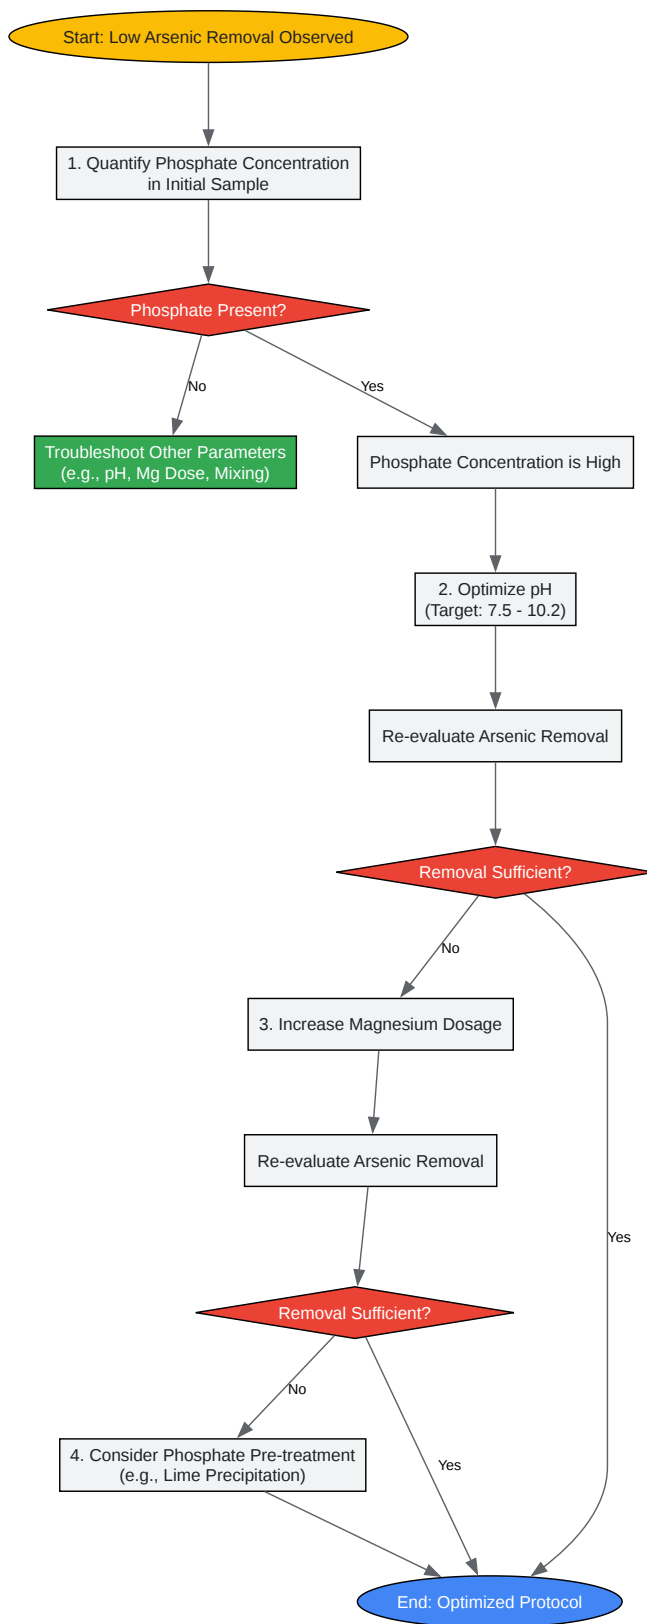 Start: Low Arsenic Removal Observed
1. Quantify Phosphate Concentration
in Initial Sample
Phosphate Present?
No
Yes
Troubleshoot Other Parameters
(e.g., pH, Mg Dose, Mixing)
Phosphate Concentration is High
2. Optimize pH
(Target: 7.5 - 10.2)
Re-evaluate Arsenic Removal
Removal Sufficient?
No
3. Increase Magnesium Dosage
Re-evaluate Arsenic Removal
Yes
Removal Sufficient?
No
4. Consider Phosphate Pre-treatment
(e.g., Lime Precipitation)
Yes
End: Optimized Protocol